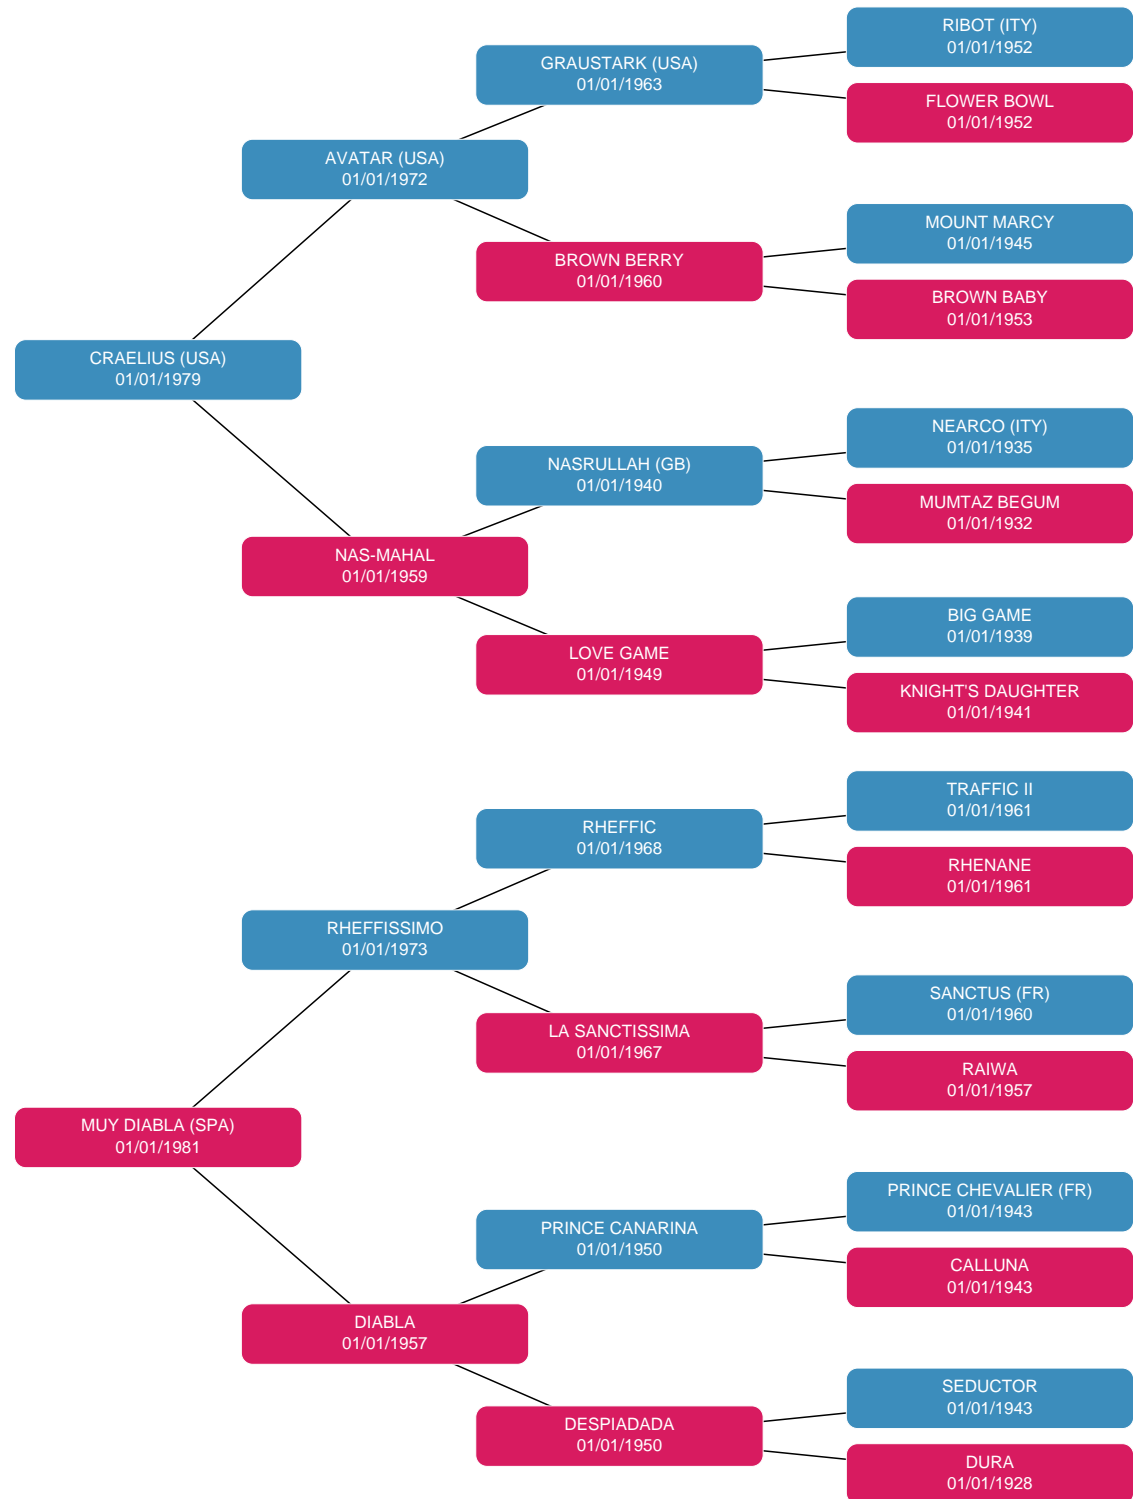 RIBOT (ITY)
01/01/1952
GRAUSTARK (USA)
01/01/1963
FLOWER BOWL
01/01/1952
AVATAR (USA)
01/01/1972
MOUNT MARCY
01/01/1945
BROWN BERRY
01/01/1960
BROWN BABY
01/01/1953
CRAELIUS (USA)
01/01/1979
NEARCO (ITY)
01/01/1935
NASRULLAH (GB)
01/01/1940
MUMTAZ BEGUM
01/01/1932
NAS-MAHAL
01/01/1959
BIG GAME
01/01/1939
LOVE GAME
01/01/1949
KNIGHT'S DAUGHTER
01/01/1941
TRAFFIC II
01/01/1961
RHEFFIC
01/01/1968
RHENANE
01/01/1961
RHEFFISSIMO
01/01/1973
SANCTUS (FR)
01/01/1960
LA SANCTISSIMA
01/01/1967
RAIWA
01/01/1957
MUY DIABLA (SPA)
01/01/1981
PRINCE CHEVALIER (FR)
01/01/1943
PRINCE CANARINA
01/01/1950
CALLUNA
01/01/1943
DIABLA
01/01/1957
SEDUCTOR
01/01/1943
DESPIADADA
01/01/1950
DURA
01/01/1928